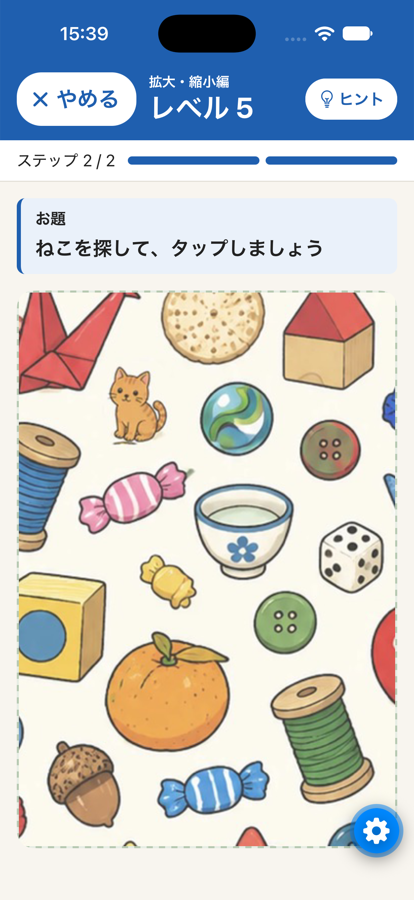 15:39
やめる
拡大・縮小編
レベル 5
ヒント
ステップ 2 / 2
お題
ねこを探して、タップしましょう